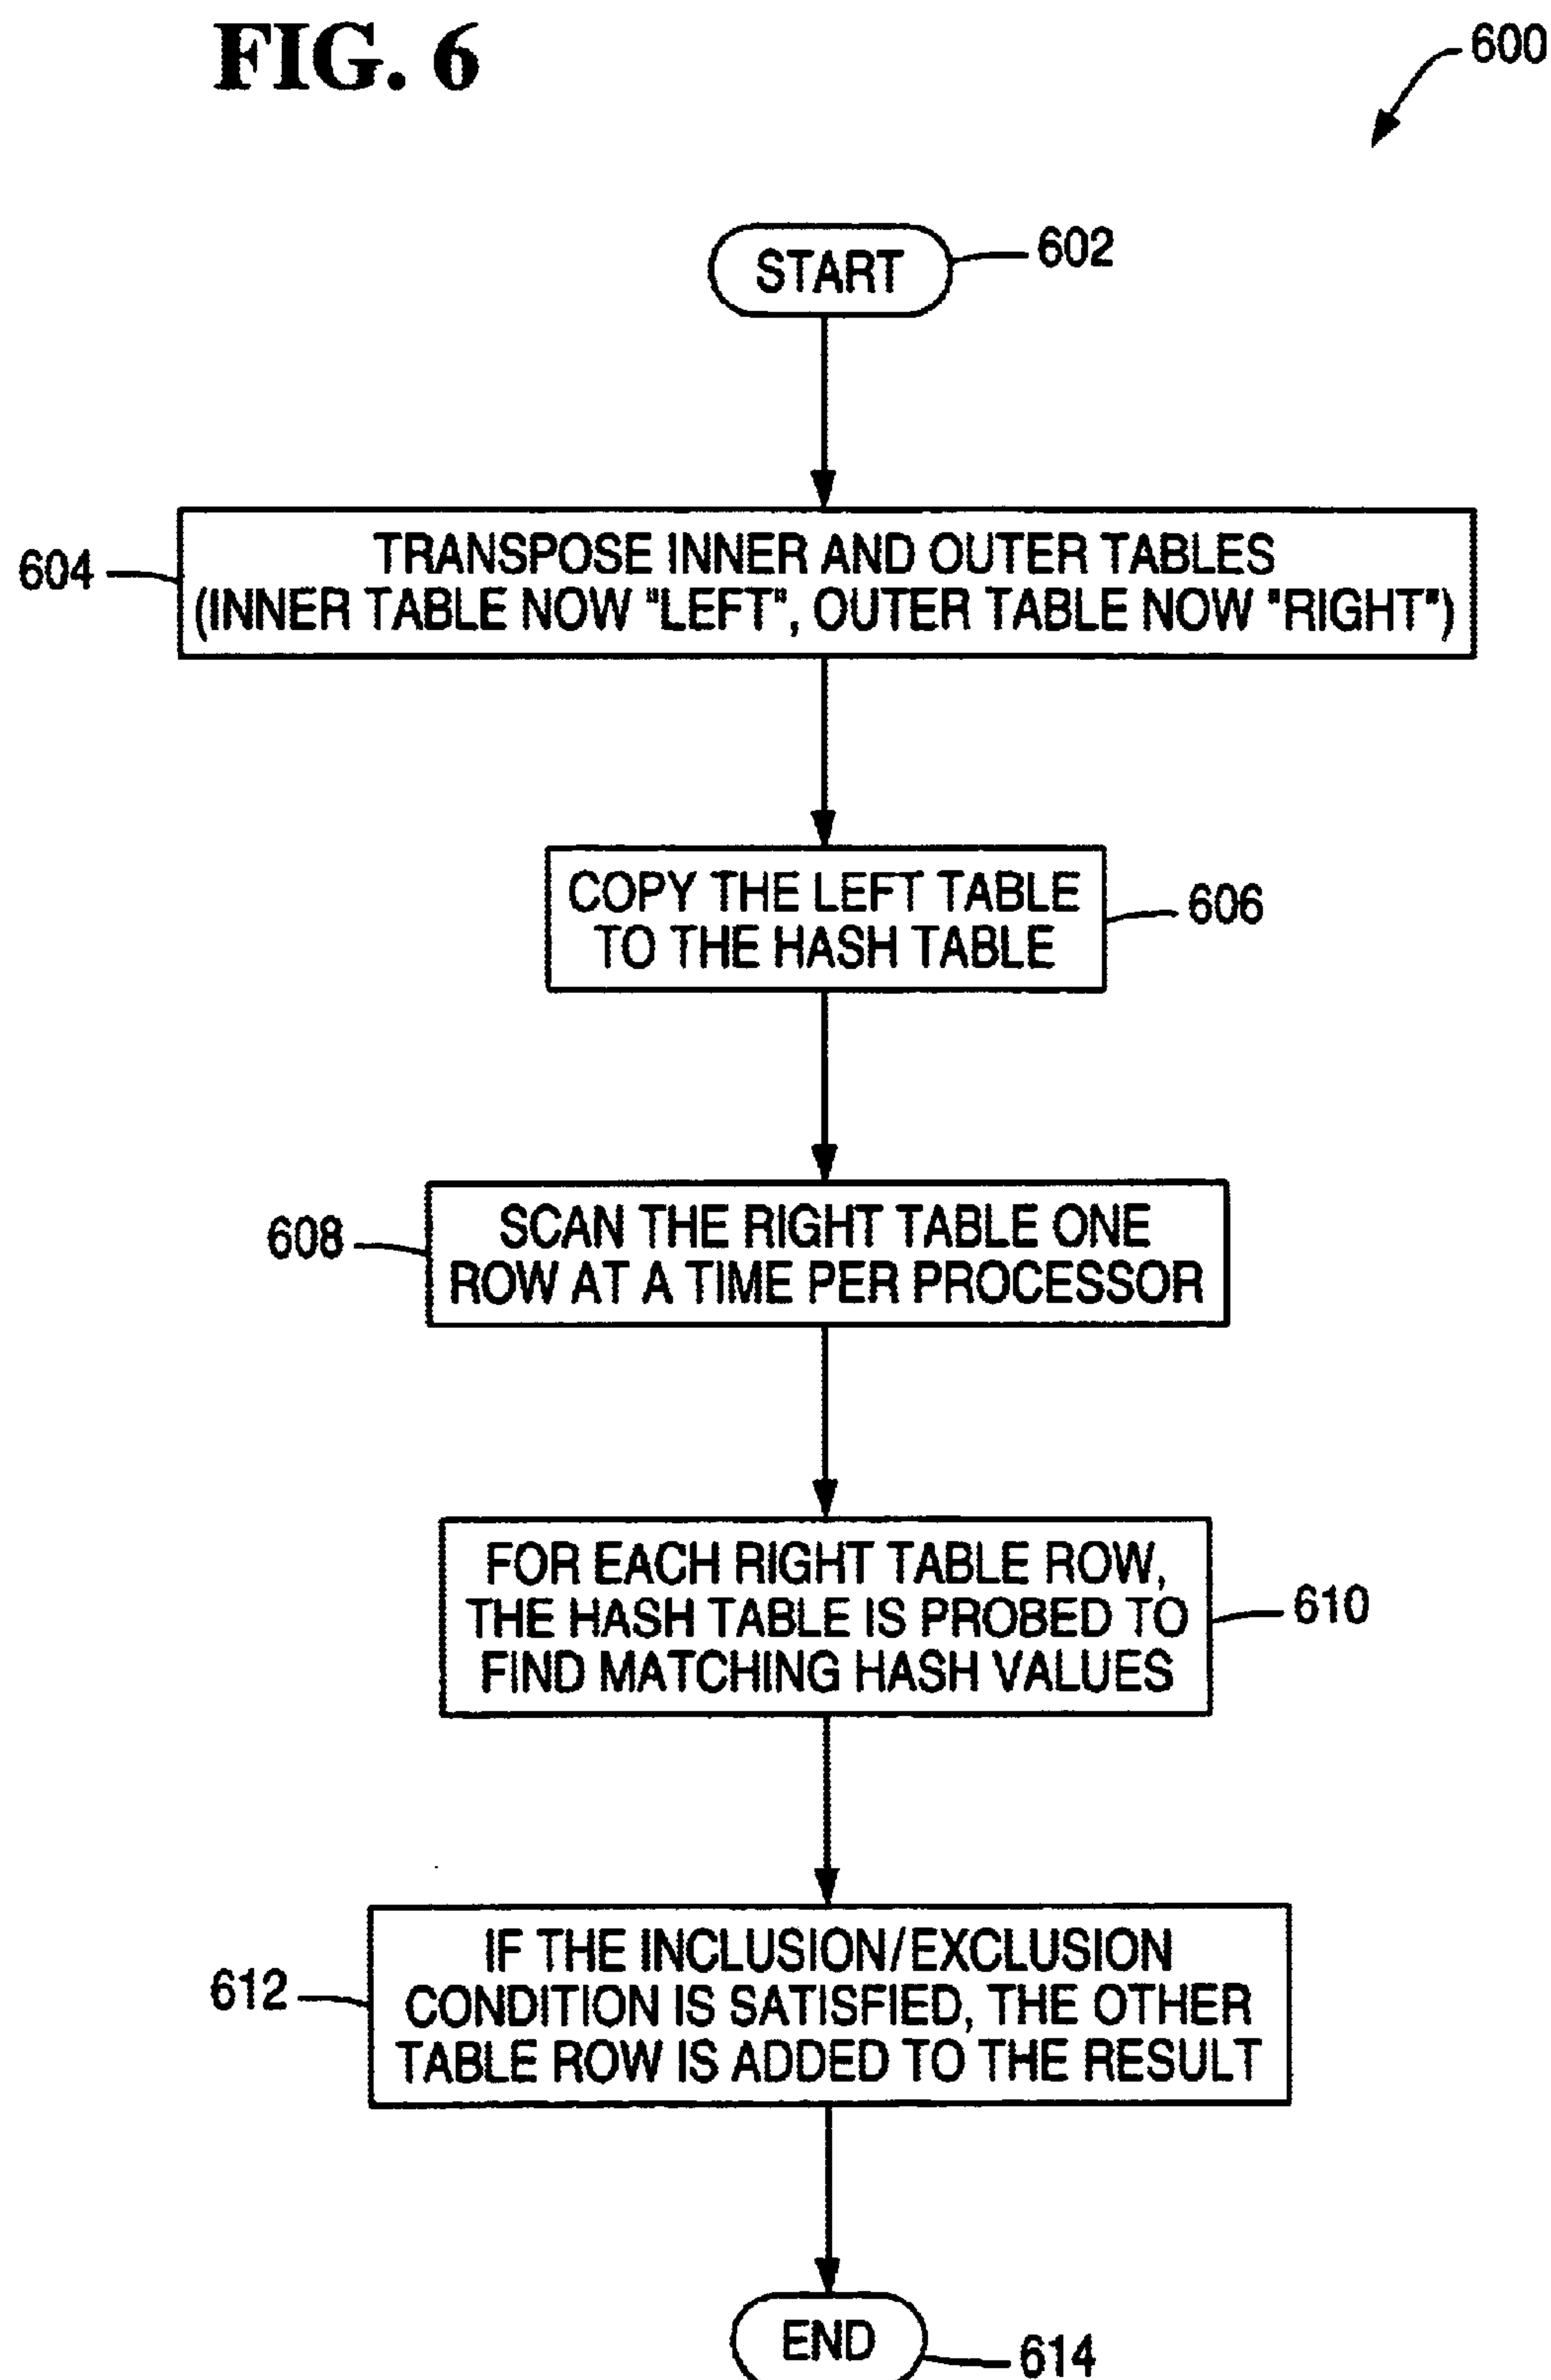 FIG. 6
600
START
602
604
TRANSPOSE INNER AND OUTER TABLES
(INNER TABLE NOW "LEFT", OUTER TABLE NOW "RIGHT")
COPY THE LEFT TABLE
TO THE HASH TABLE
606
608
SCAN THE RIGHT TABLE ONE
ROW AT A TIME PER PROCESSOR
FOR EACH RIGHT TABLE ROW,
THE HASH TABLE IS PROBED TO
FIND MATCHING HASH VALUES
610
612
IF THE INCLUSION/EXCLUSION
CONDITION IS SATISFIED, THE OTHER
TABLE ROW IS ADDED TO THE RESULT
END
614